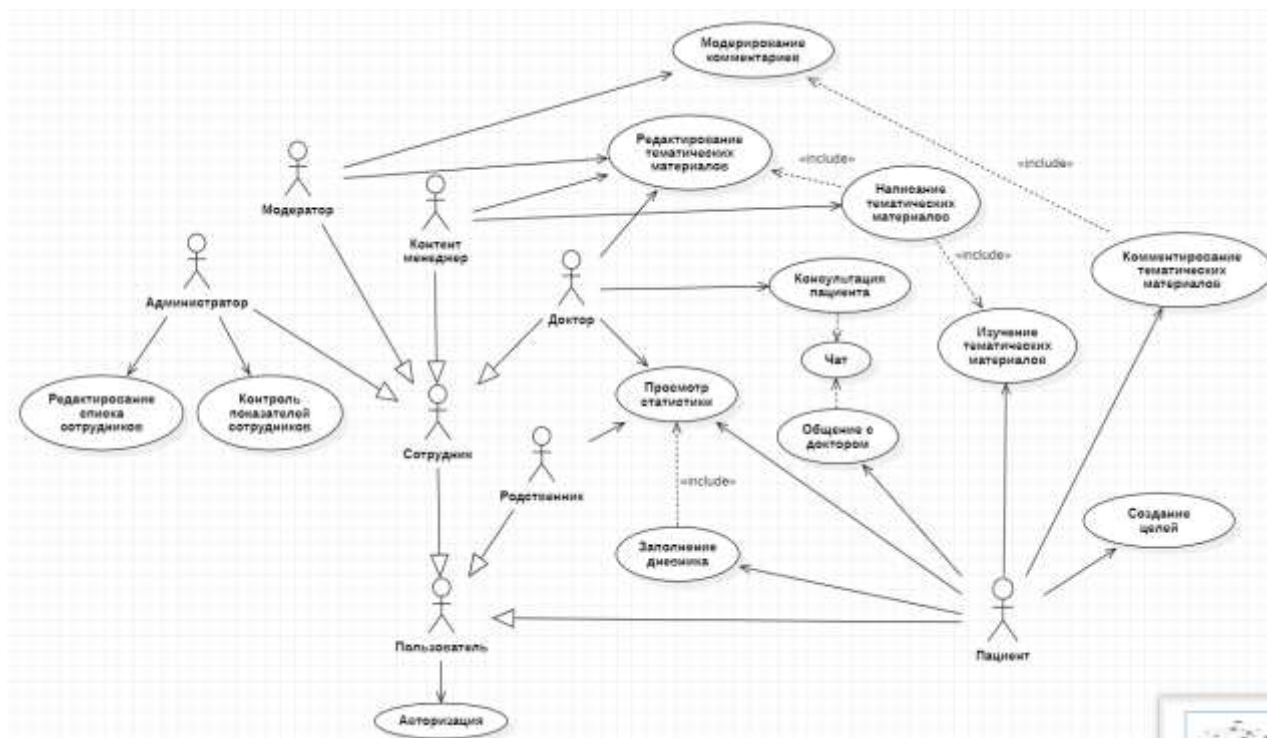 Модерирование
комментариев
Редактирование
тематических
материалов
«include»
«include»
Написание
тематических
материалов
Модератор
Контент
менеджер
«include»
Комментирование
тематических
материалов
Администратор
Доктор
Консультация
пациента
Изучение
тематических
материалов
Чат
Редактирование
списка
сотрудников
Контроль
показателей
сотрудников
Просмотр
статистики
Общение с
доктором
Сотрудник
Родственник
«include»
Создание
целей
Заполнение
дневника
Пользователь
Пациент
Авторизация